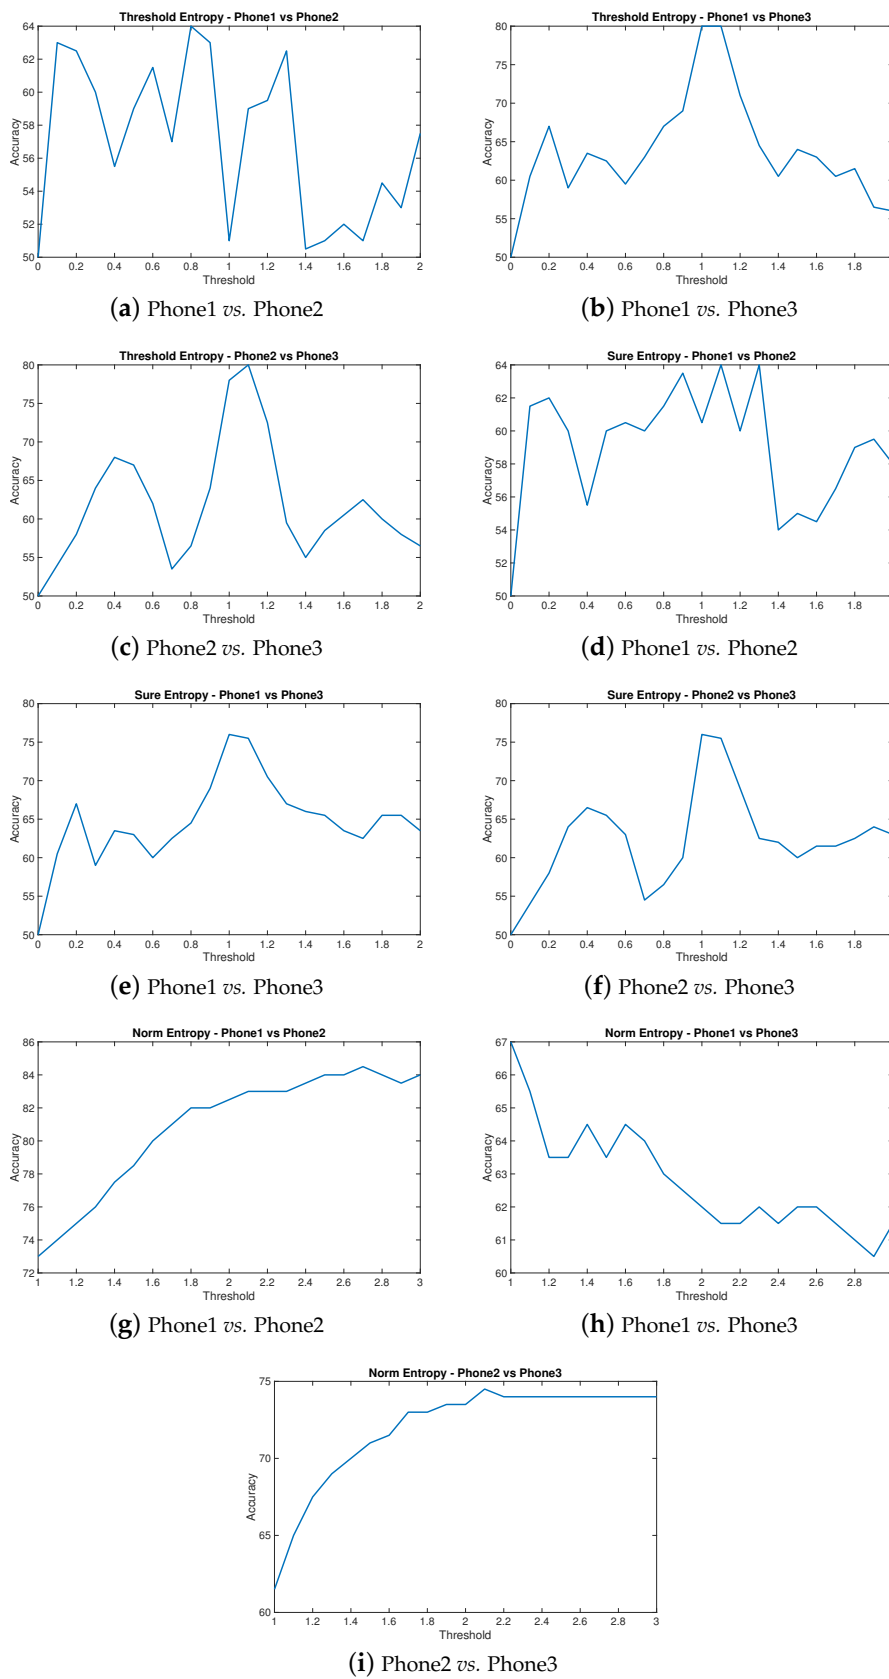 Threshold Entropy - Phone1 vs Phone2
64
62
60
58
56
54
52
50
Accuracy
0 0.2 0.4 0.6 0.8 1 1.2 1.4 1.6 1.8 2
Threshold
(a) Phone1 vs. Phone2
Threshold Entropy - Phone1 vs Phone3
80
75
70
65
60
55
50
Accuracy
0 0.2 0.4 0.6 0.8 1 1.2 1.4 1.6 1.8
Threshold
(b) Phone1 vs. Phone3
Threshold Entropy - Phone2 vs Phone3
80
75
70
65
60
55
50
Accuracy
0 0.2 0.4 0.6 0.8 1 1.2 1.4 1.6 1.8 2
Threshold
(c) Phone2 vs. Phone3
Sure Entropy - Phone1 vs Phone2
64
62
60
58
56
54
52
50
Accuracy
0 0.2 0.4 0.6 0.8 1 1.2 1.4 1.6 1.8
Threshold
(d) Phone1 vs. Phone2
Sure Entropy - Phone1 vs Phone3
80
75
70
65
60
55
50
Accuracy
0 0.2 0.4 0.6 0.8 1 1.2 1.4 1.6 1.8 2
Threshold
(e) Phone1 vs. Phone3
Sure Entropy - Phone2 vs Phone3
80
75
70
65
60
55
50
Accuracy
0 0.2 0.4 0.6 0.8 1 1.2 1.4 1.6 1.8
Threshold
(f) Phone2 vs. Phone3
Norm Entropy - Phone1 vs Phone2
86
84
82
80
78
76
74
72
Accuracy
1 1.2 1.4 1.6 1.8 2 2.2 2.4 2.6 2.8 3
Threshold
(g) Phone1 vs. Phone2
Norm Entropy - Phone1 vs Phone3
67
66
65
64
63
62
61
60
Accuracy
1 1.2 1.4 1.6 1.8 2 2.2 2.4 2.6 2.8
Threshold
(h) Phone1 vs. Phone3
Norm Entropy - Phone2 vs Phone3
75
70
65
60
Accuracy
1 1.2 1.4 1.6 1.8 2 2.2 2.4 2.6 2.8 3
Threshold
(i) Phone2 vs. Phone3